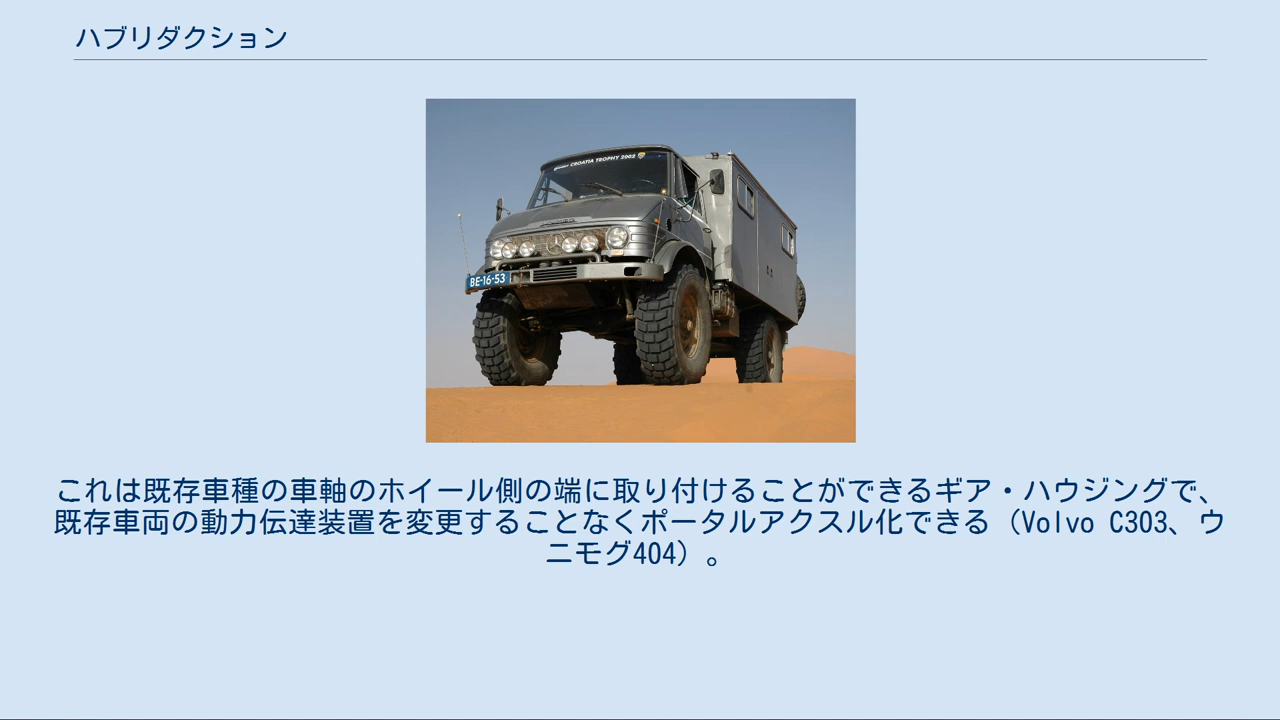 ハブリダクション
CROATIA TROPHY 2002
BE-16-53
これは既存車種の車軸のホイール側の端に取り付けることができるギア・ハウジングで、
既存車両の動力伝達装置を変更することなくポータルアクスル化できる（Volvo C303、ウ
ニモグ404）。